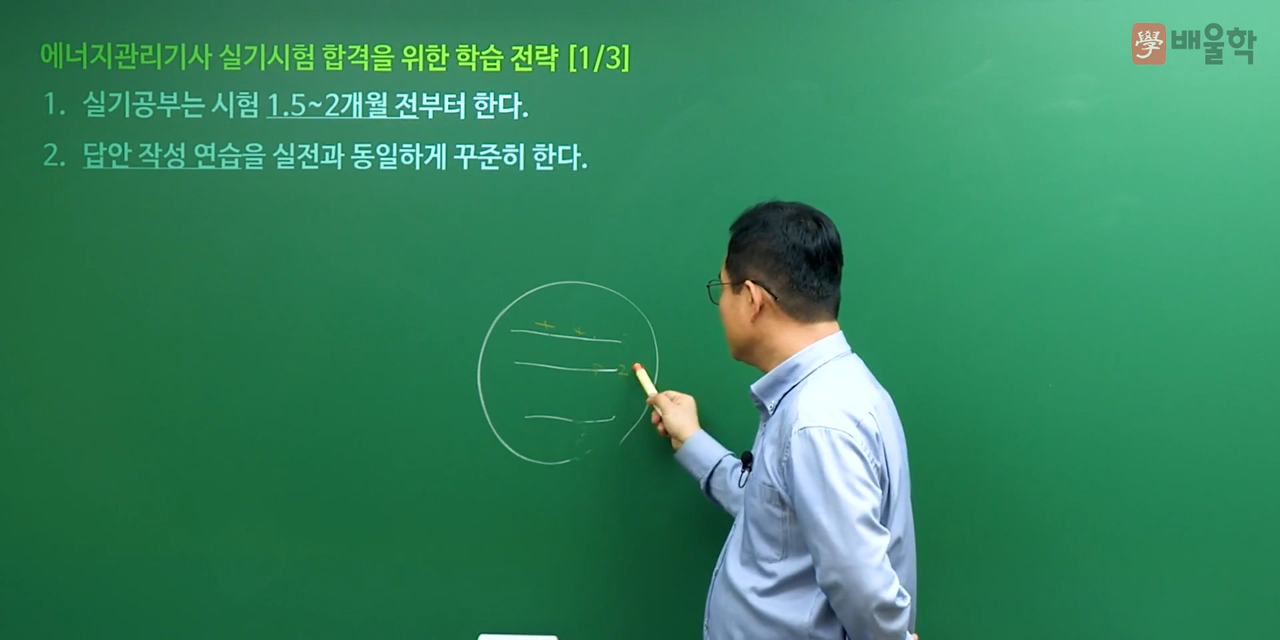 에너지관리기사 실기시험 합격을 위한 학습 전략 [1/3]
學 배울학
1. 실기공부는 시험 1.5~2개월 전부터 한다.
2. 답안 작성 연습을 실전과 동일하게 꾸준히 한다.